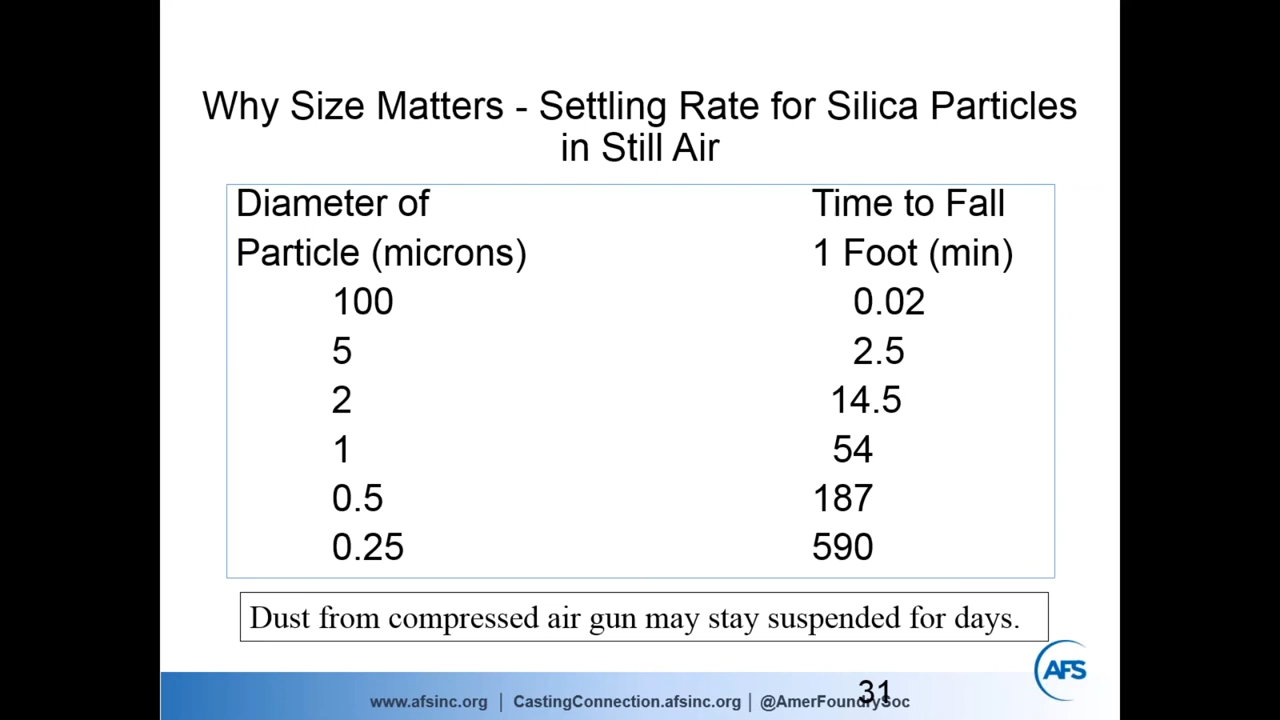 Why Size Matters - Settling Rate for Silica Particles
in Still Air
Diameter of Time to Fall
Particle (microns) 1 Foot (min)
100 0.02
5 2.5
2 14.5
1 54
0.5 187
0.25 590
Dust from compressed air gun may stay suspended for days.
AFS
31
www.afsinc.org | CastingConnection.afsinc.org | @AmerFoundrySoc